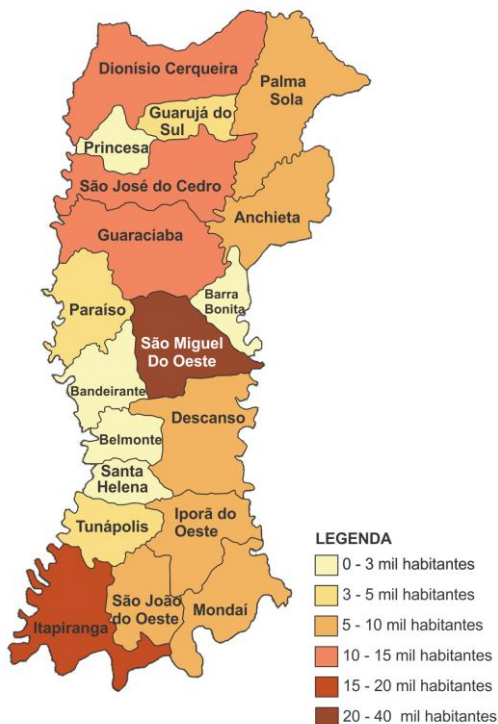 Dionísio Cerqueira
Palma
Sola
Guarujá do
Sul
Princesa
São José do Cedro
Anchieta
Guaraciaba
Barra
Bonita
Paraíso
São Miguel
Do Oeste
Bandeirante
Descanso
Belmonte
Santa
Helena
Iporã do
Oeste
Tunápolis
São João
do Oeste
Mondaí
Itapiranga
LEGENDA
0 - 3 mil habitantes
3 - 5 mil habitantes
5 - 10 mil habitantes
10 - 15 mil habitantes
15 - 20 mil habitantes
20 - 40 mil habitantes